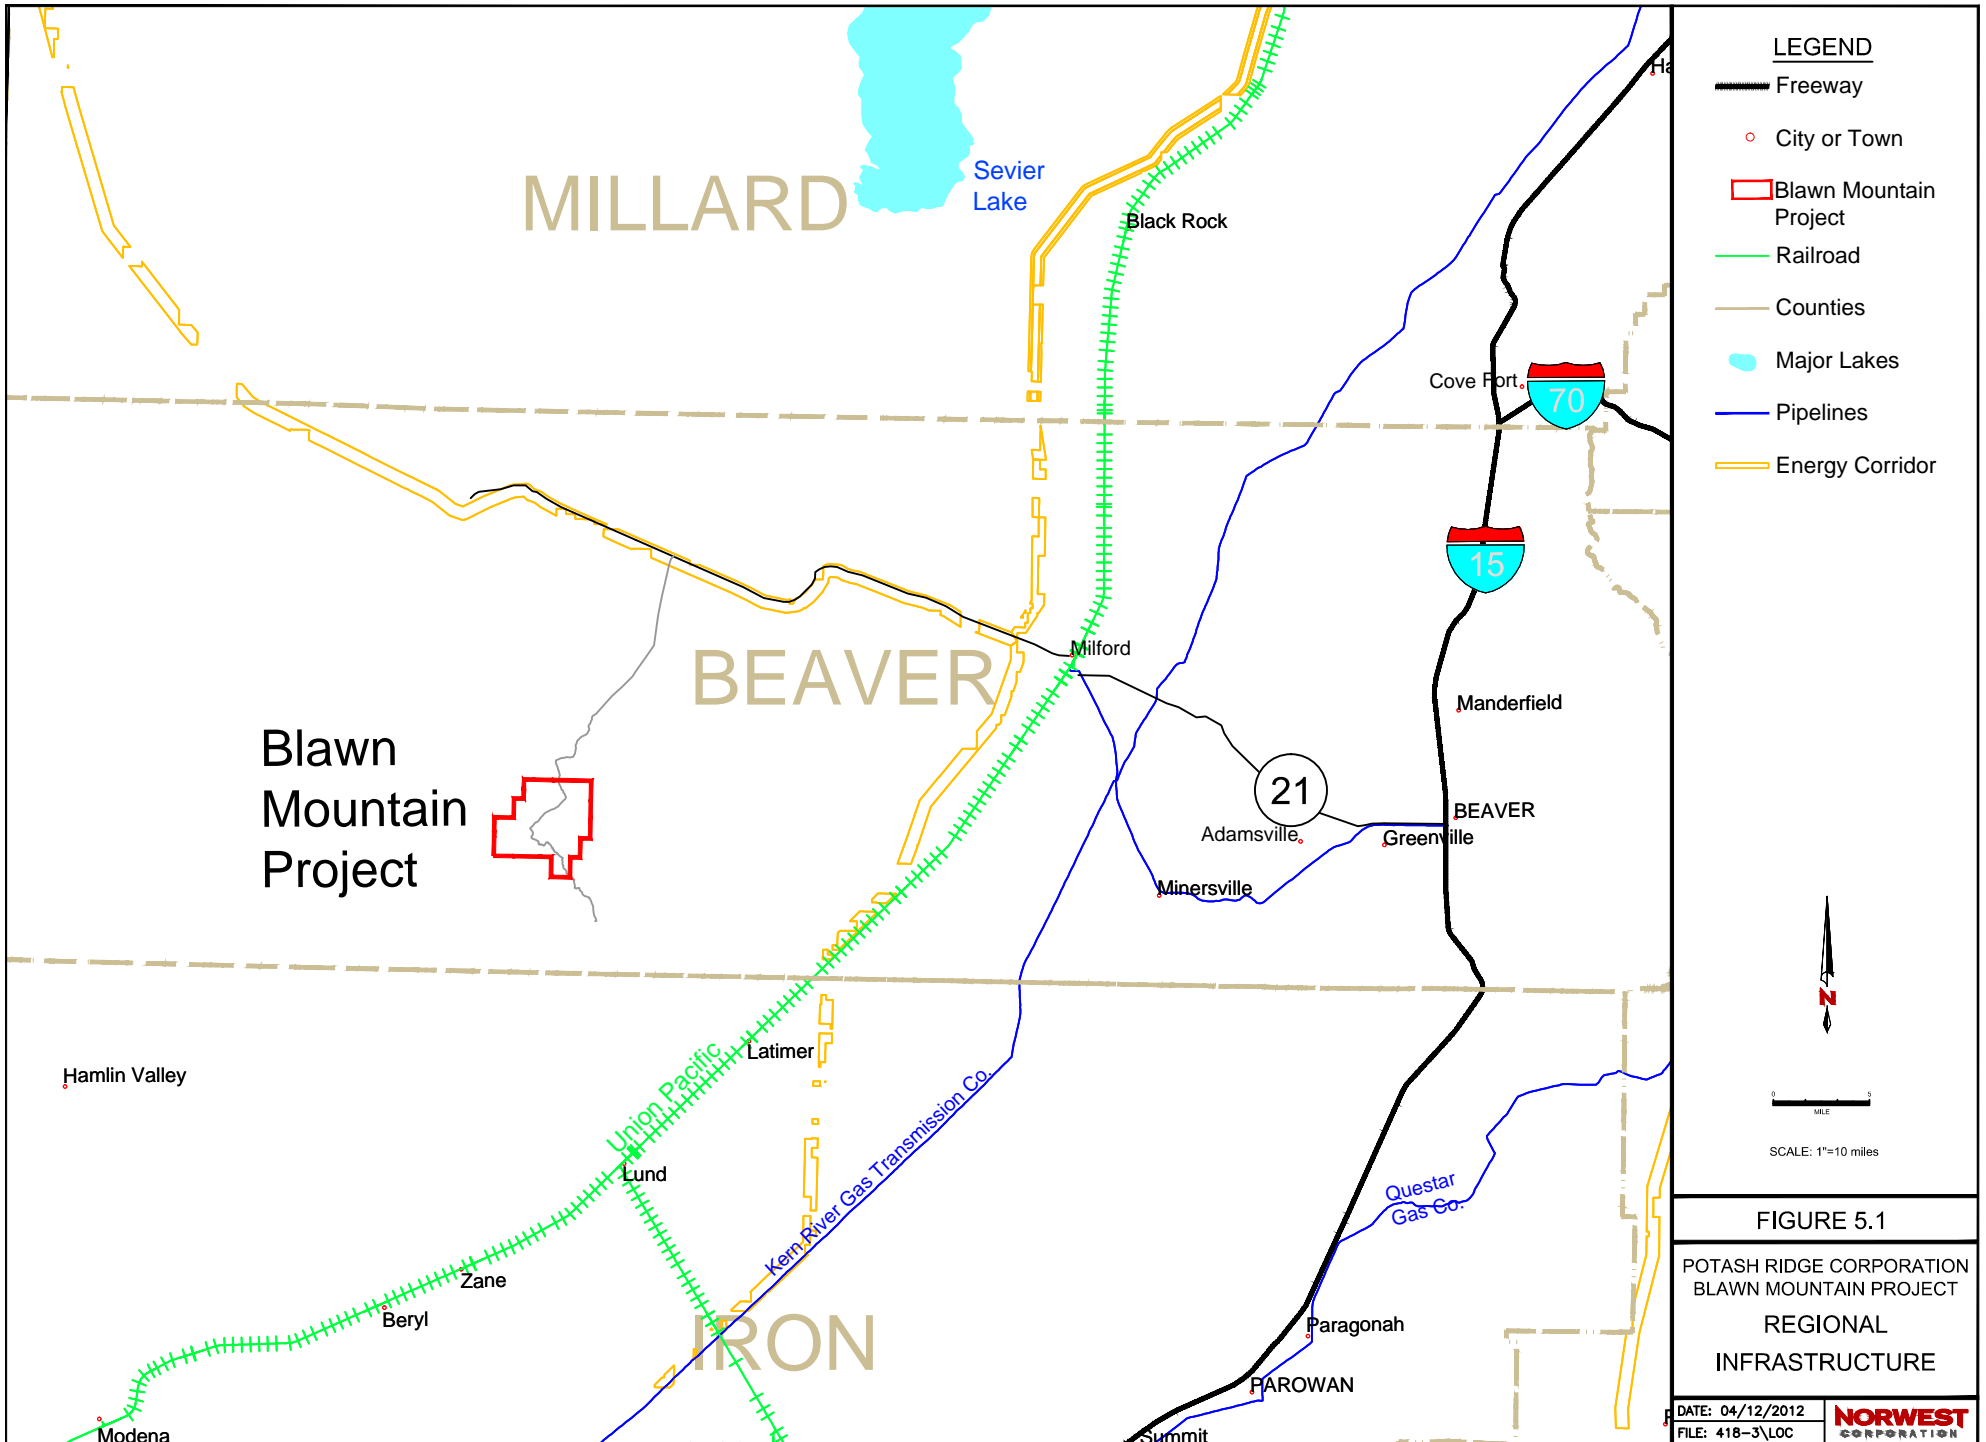 MILLARD
Sevier
Lake
Black Rock
Cove Fort
70
15
BEAVER
Milford
Manderfield
21
BEAVER
Adamsville
Greenville
Minersville
Blawn
Mountain
Project
Hamlin Valley
Latimer
Union Pacific
Lund
Kern River Gas Transmission Co.
Questar
Gas Co.
Zane
Beryl
IRON
Paragonah
PAROWAN
Modena
Summit
LEGEND
Freeway
City or Town
Blawn Mountain
Project
Railroad
Counties
Major Lakes
Pipelines
Energy Corridor
N
0 5
MILE
SCALE: 1"=10 miles
FIGURE 5.1
POTASH RIDGE CORPORATION
BLAWN MOUNTAIN PROJECT
REGIONAL
INFRASTRUCTURE
DATE: 04/12/2012
FILE: 418-3\LOC
NORWEST
CORPORATION